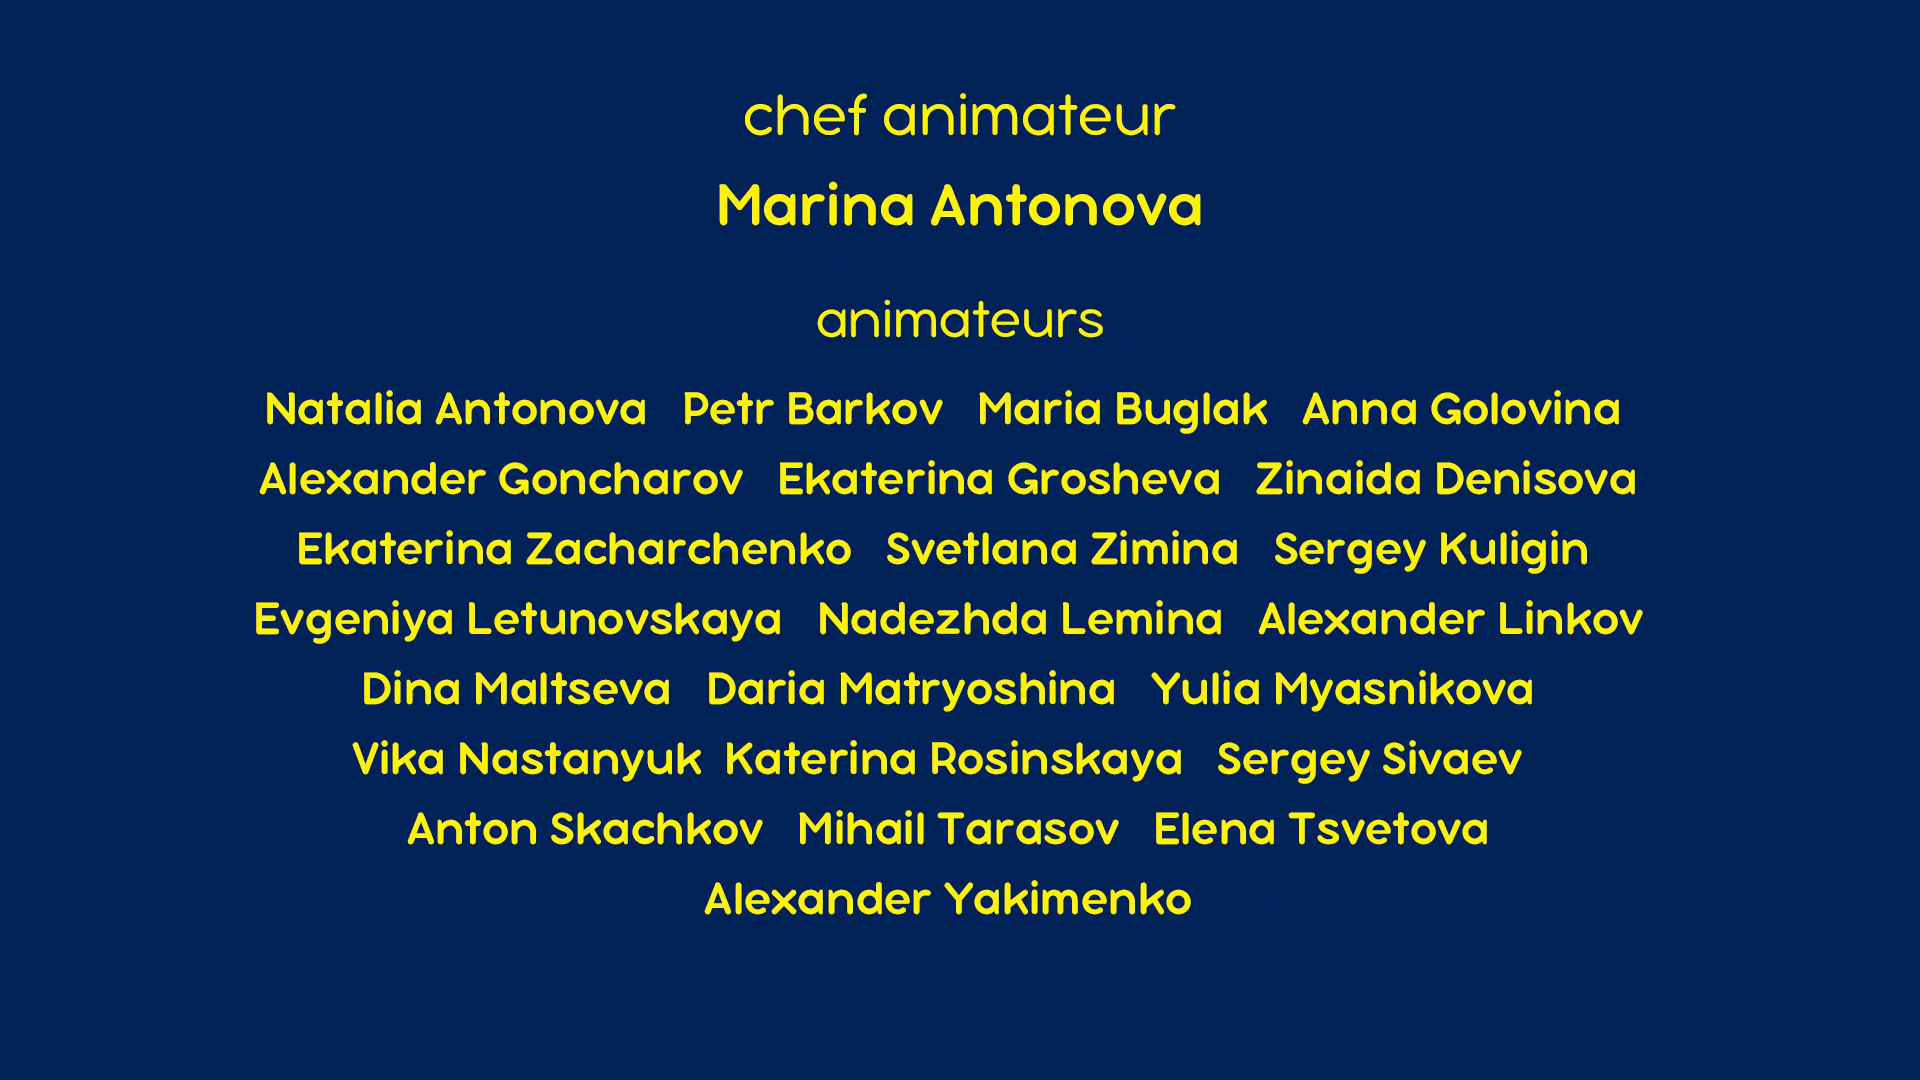 chef animateur
Marina Antonova
animateurs
Natalia Antonova Petr Barkov Maria Buglak Anna Golovina
Alexander Goncharov Ekaterina Grosheva Zinaida Denisova
Ekaterina Zacharchenko Svetlana Zimina Sergey Kuligin
Evgeniya Letunovskaya Nadezhda Lemina Alexander Linkov
Dina Maltseva Daria Matryoshina Yulia Myasnikova
Vika Nastanyuk Katerina Rosinskaya Sergey Sivaev
Anton Skachkov Mihail Tarasov Elena Tsvetova
Alexander Yakimenko